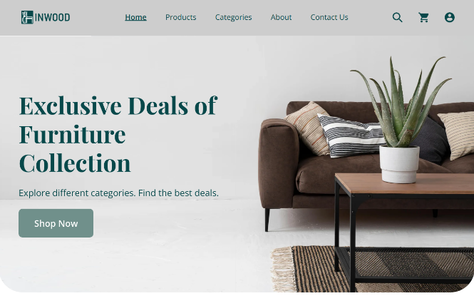 INWOOD
Home Products Categories About Contact Us
Exclusive Deals of
Furniture
Collection
Explore different categories. Find the best deals.
Shop Now